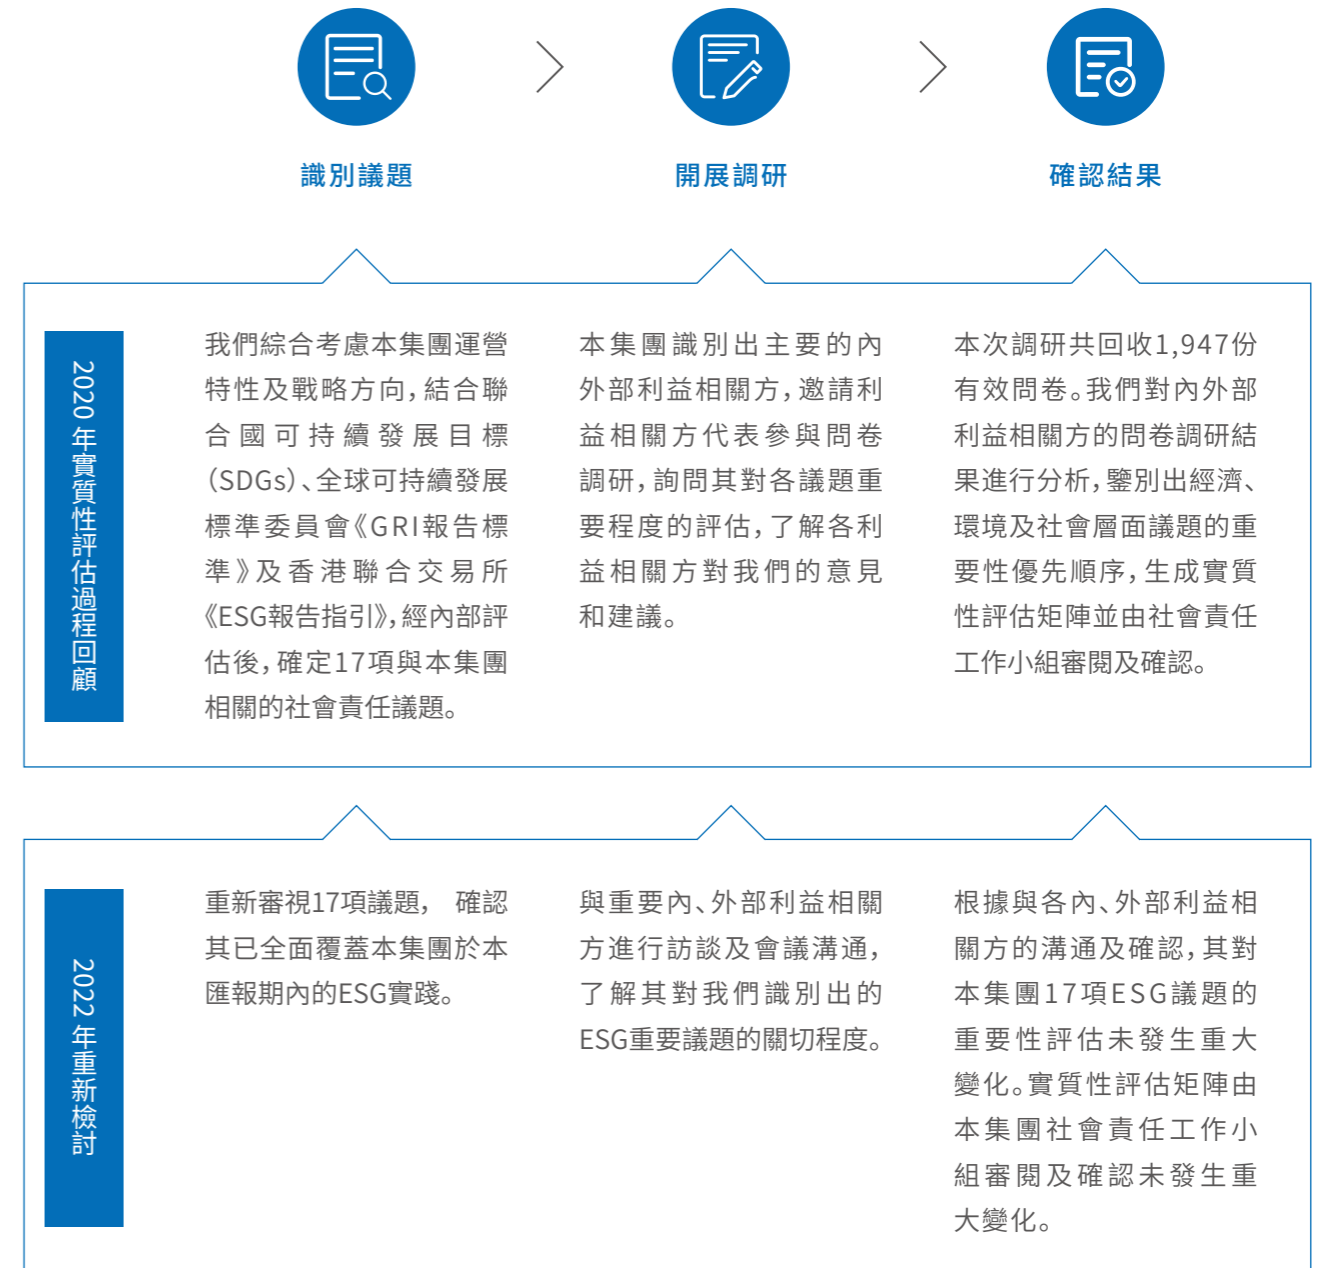 識別議題
開展調研
確認結果
2020年實質性評估過程回顧
我們綜合考慮本集團運營
特性及戰略方向，結合聯
合國可持續發展目標
（SDGs）、全球可持續發展
標準委員會《GRI報告標
準》及香港聯合交易所
《ESG報告指引》，經內部評
估後，確定17項與本集團
相關的社會責任議題。
本集團識別出主要的內
外部利益相關方，邀請利
益相關方代表參與問卷
調研，詢問其對各議題重
要程度的評估，了解各利
益相關方對我們的意見
和建議。
本次調研共回收1,947份
有效問卷。我們對內外部
利益相關方的問卷調研結
果進行分析，鑒別出經濟、
環境及社會層面議題的重
要性優先順序，生成實質
性評估矩陣並由社會責任
工作小組審閱及確認。
2022年重新檢討
重新審視17項議題， 確認
其已全面覆蓋本集團於本
匯報期內的ESG實踐。
與重要內、外部利益相關
方進行訪談及會議溝通，
了解其對我們識別出的
ESG重要議題的關切程度。
根據與各內、外部利益相
關方的溝通及確認，其對
本集團17項ESG議題的
重要性評估未發生重大
變化。實質性評估矩陣由
本集團社會責任工作小
組審閱及確認未發生重
大變化。